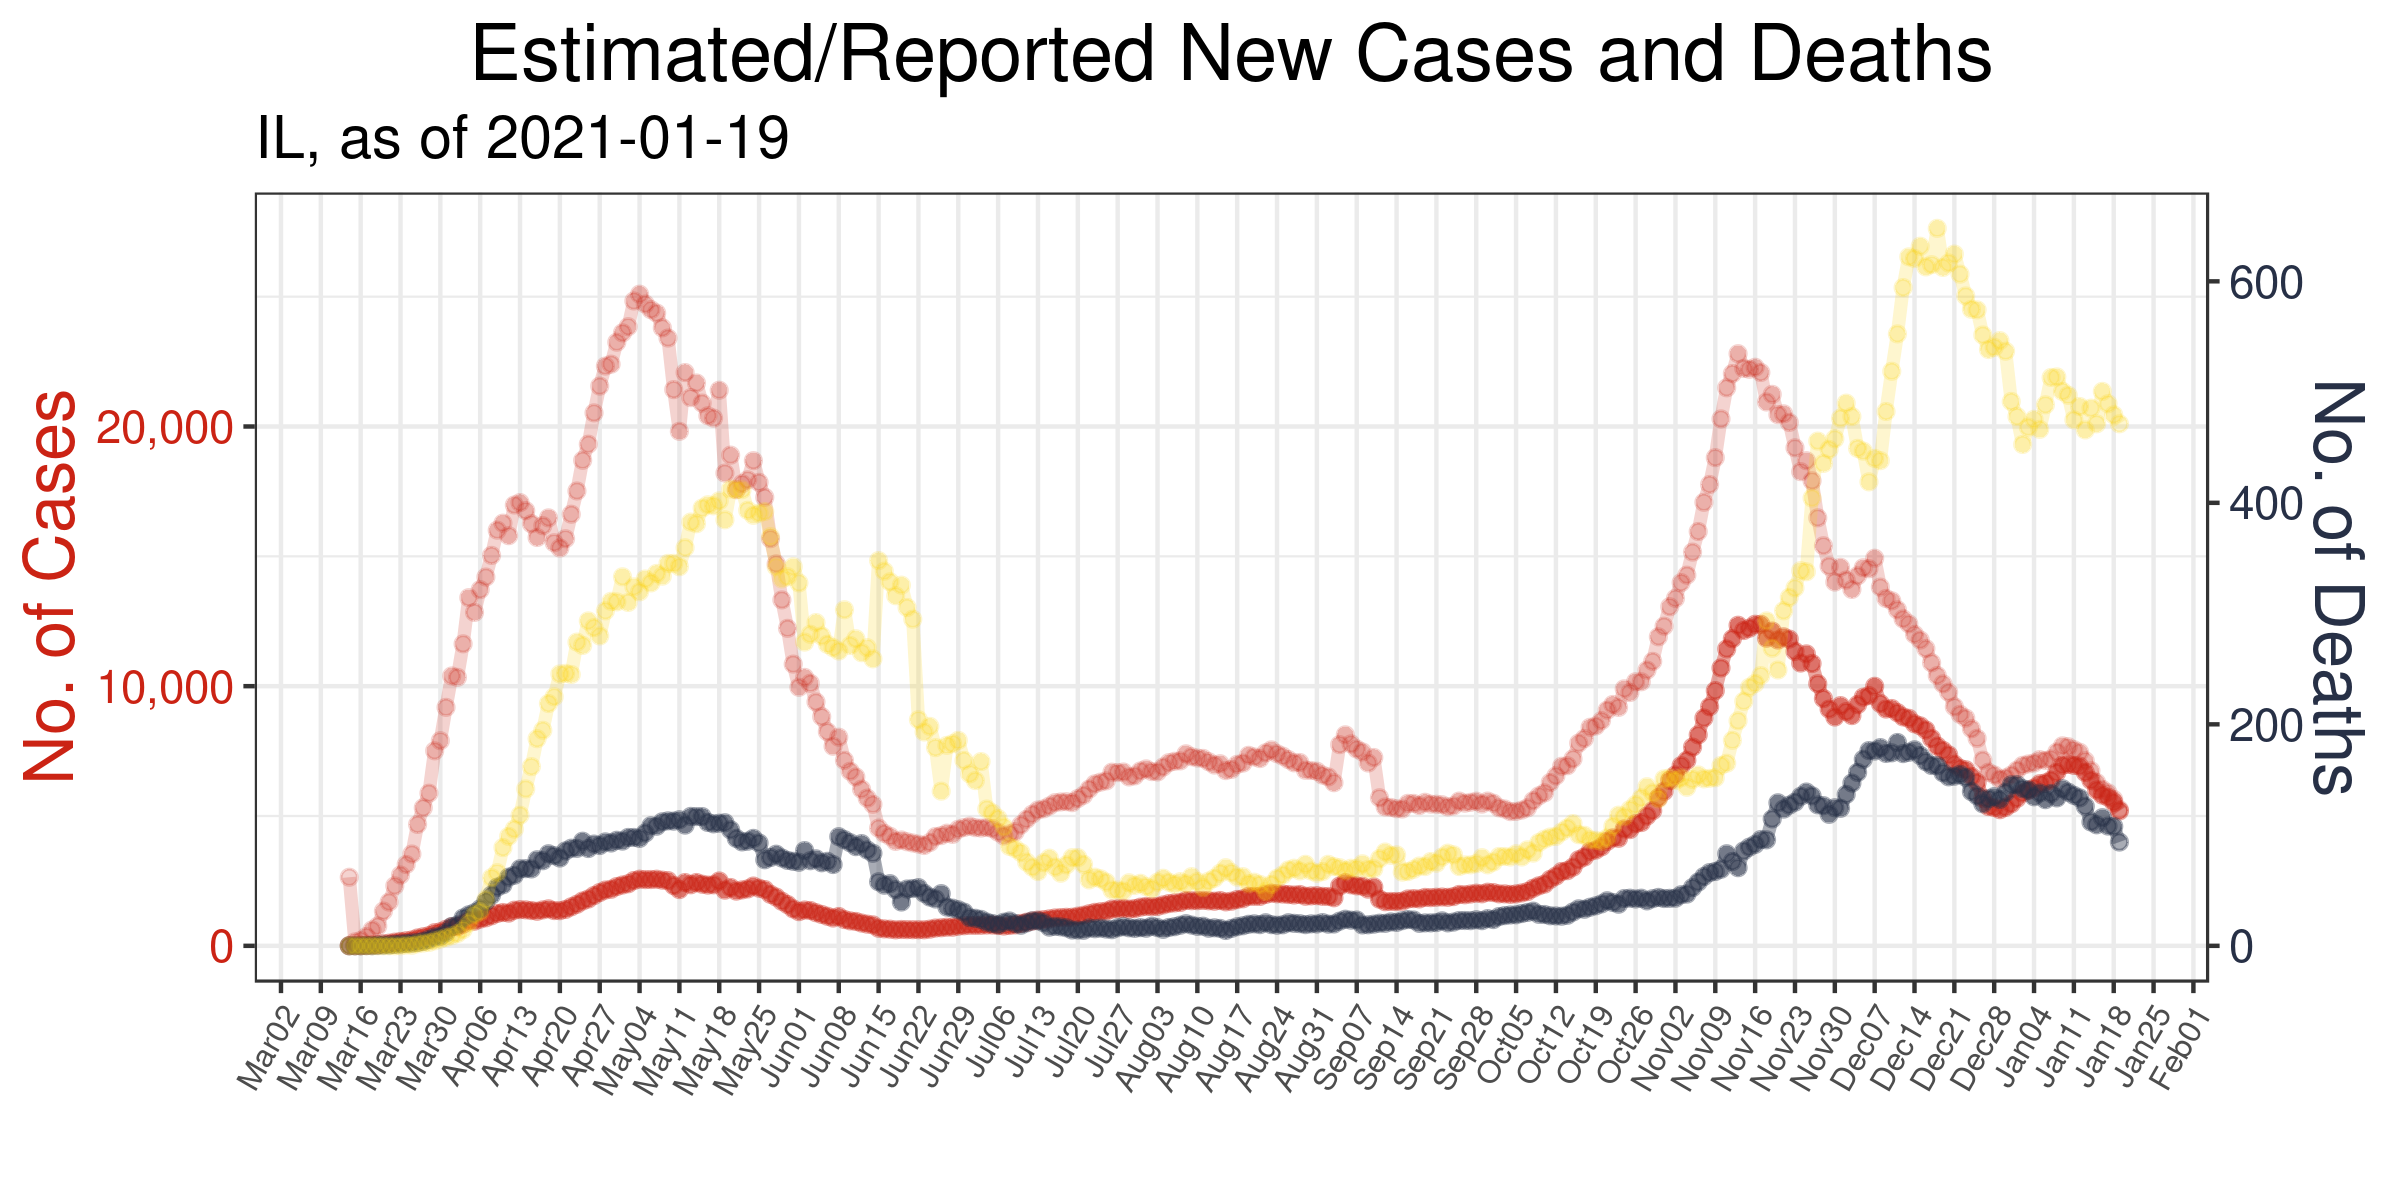 Estimated/Reported New Cases and Deaths
IL, as of 2021-01-19
No. of Cases
20,000
10,000
0
600
400
200
0
No. of Deaths
Mar02
Mar09
Mar16
Mar23
Mar30
Apr06
Apr13
Apr20
Apr27
May04
May11
May18
May25
Jun01
Jun08
Jun15
Jun22
Jun29
Jul06
Jul13
Jul20
Jul27
Aug03
Aug10
Aug17
Aug24
Aug31
Sep07
Sep14
Sep21
Sep28
Oct05
Oct12
Oct19
Oct26
Nov02
Nov09
Nov16
Nov23
Nov30
Dec07
Dec14
Dec21
Dec28
Jan04
Jan11
Jan18
Jan25
Feb01